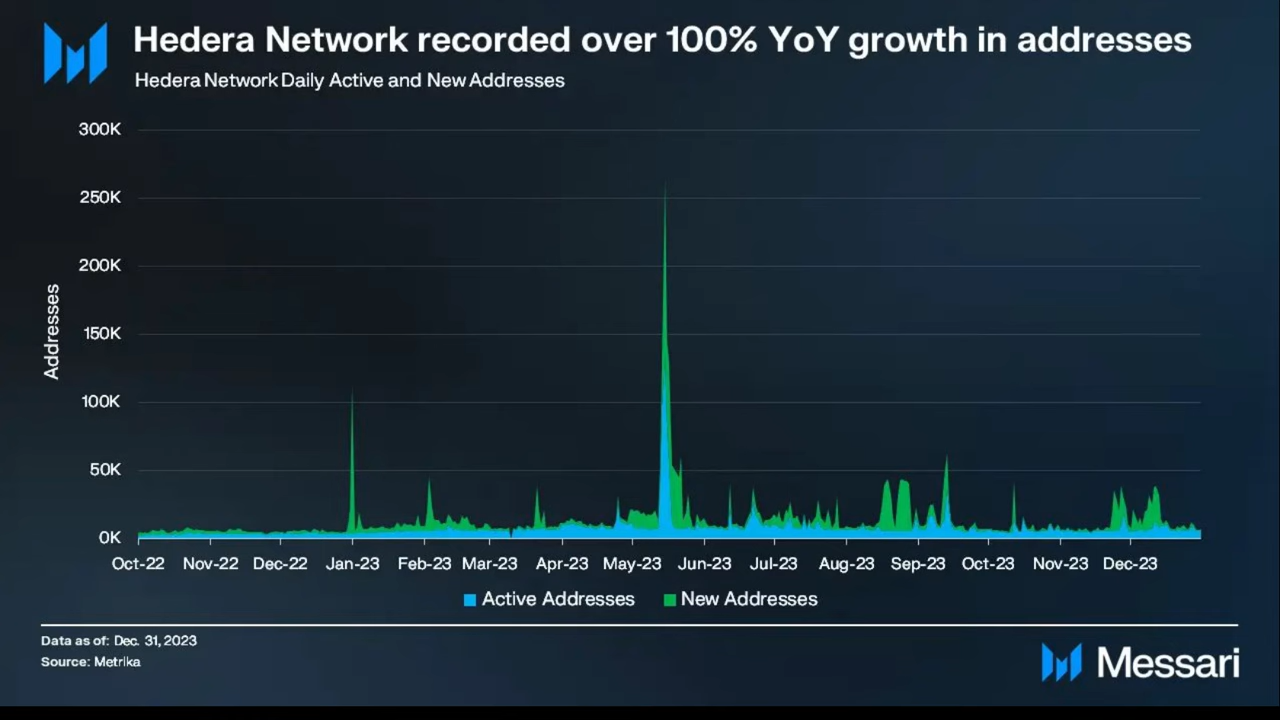 Hedera Network recorded over 100% YoY growth in addresses
Hedera Network Daily Active and New Addresses
300K
250K
200K
150K
100K
50K
0K
Addresses
Oct-22 Nov-22 Dec-22 Jan-23 Feb-23 Mar-23 Apr-23 May-23 Jun-23 Jul-23 Aug-23 Sep-23 Oct-23 Nov-23 Dec-23
Active Addresses New Addresses
Data as of: Dec. 31, 2023
Source: Metrika
Messari